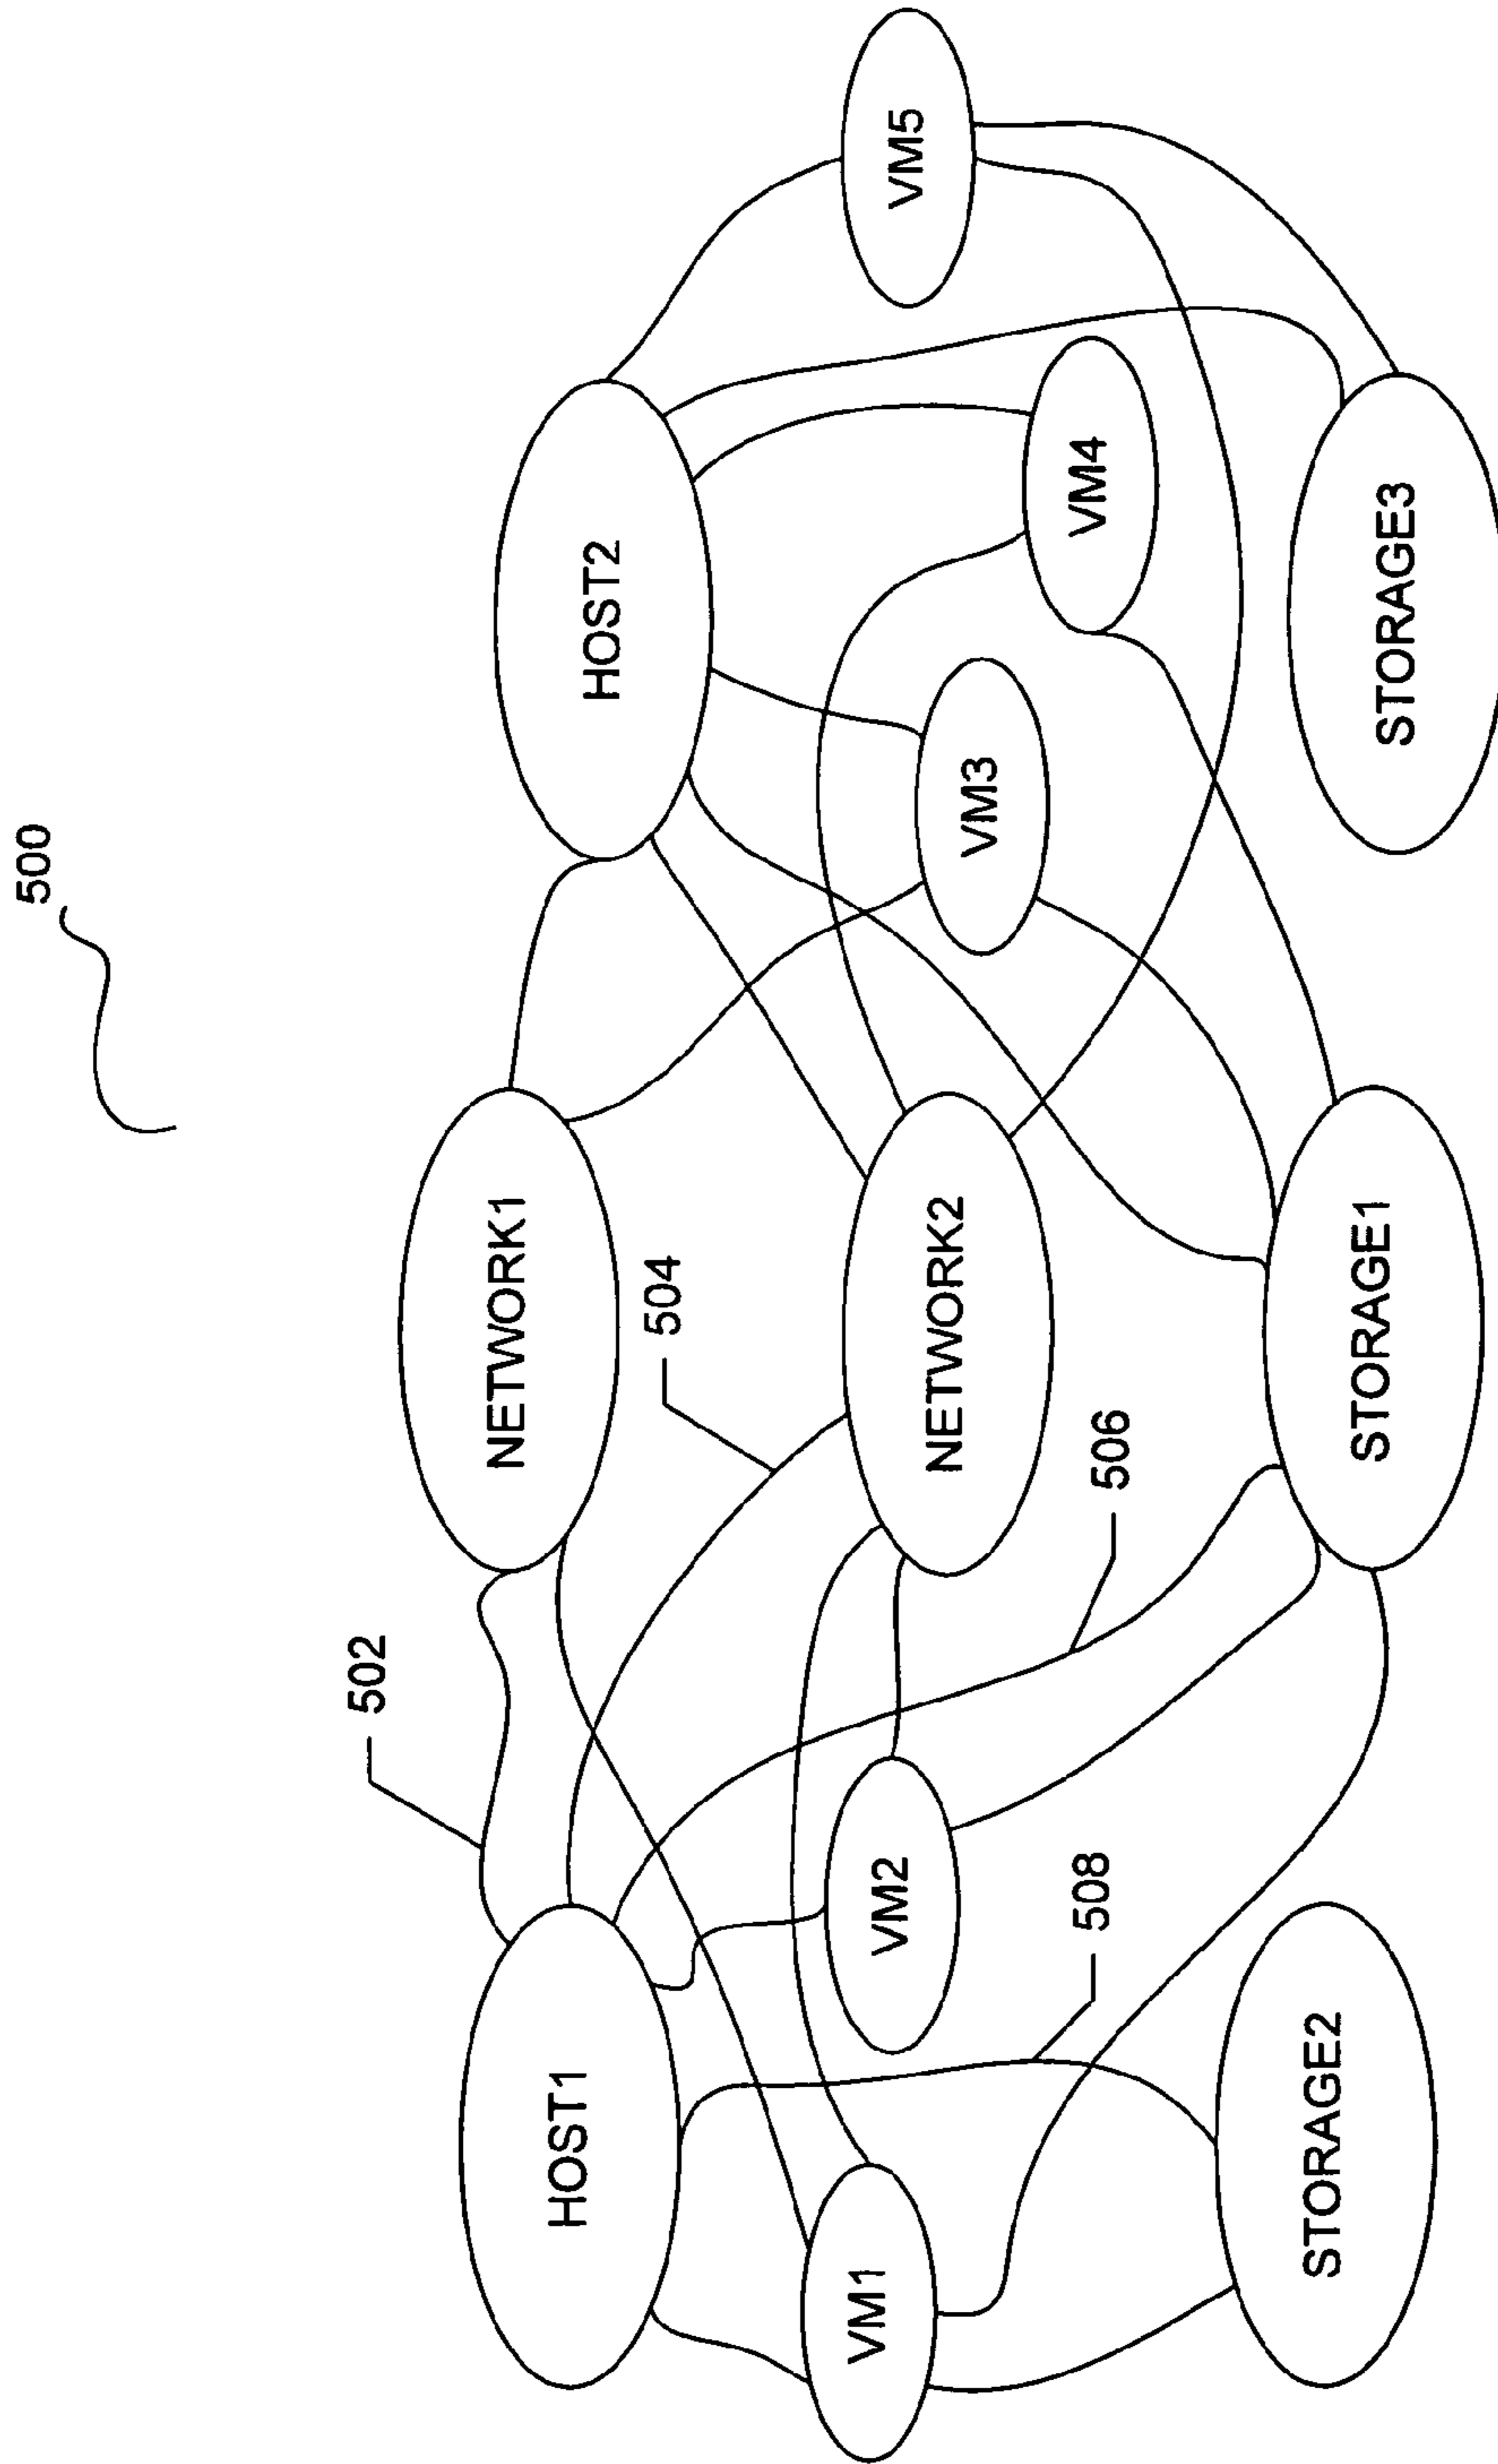 500
502
NETWORK1
HOST2
HOST1
504
NETWORK2
VM5
VM2
VM3
VM1
506
VM4
508
STORAGE2
STORAGE1
STORAGE3